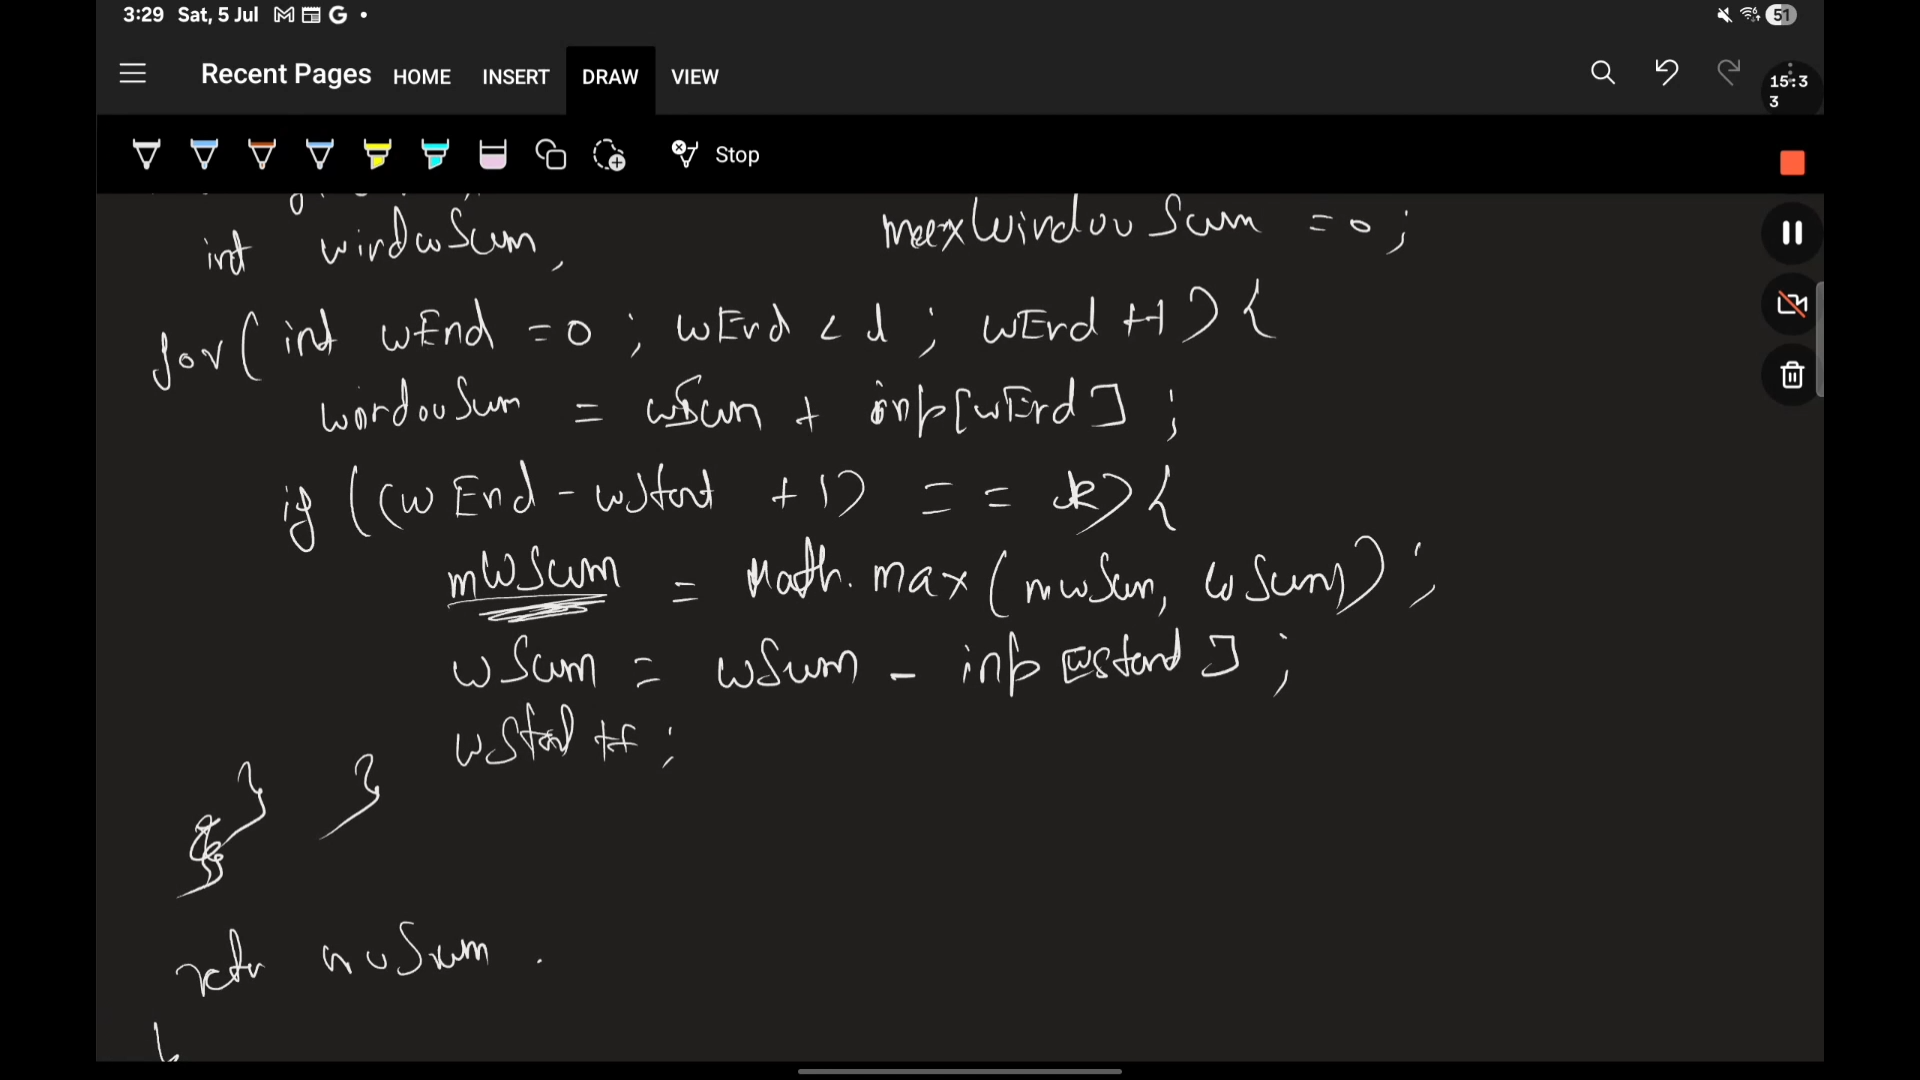 3:29 Sat, 5 Jul
51
Recent Pages HOME INSERT DRAW VIEW
15:3
3
Stop
int windowSum, maxWindowSum = 0;
for(int wEnd = 0; wEnd < l; wEnd ++) {
windowSum = wSum + inp[wEnd];
if ((wEnd - wStart + 1) == k) {
mWSum = Math.max(mwSum, wSum);
wSum = wSum - inp[wStart];
wStart ++;
} }
retu mwSum.